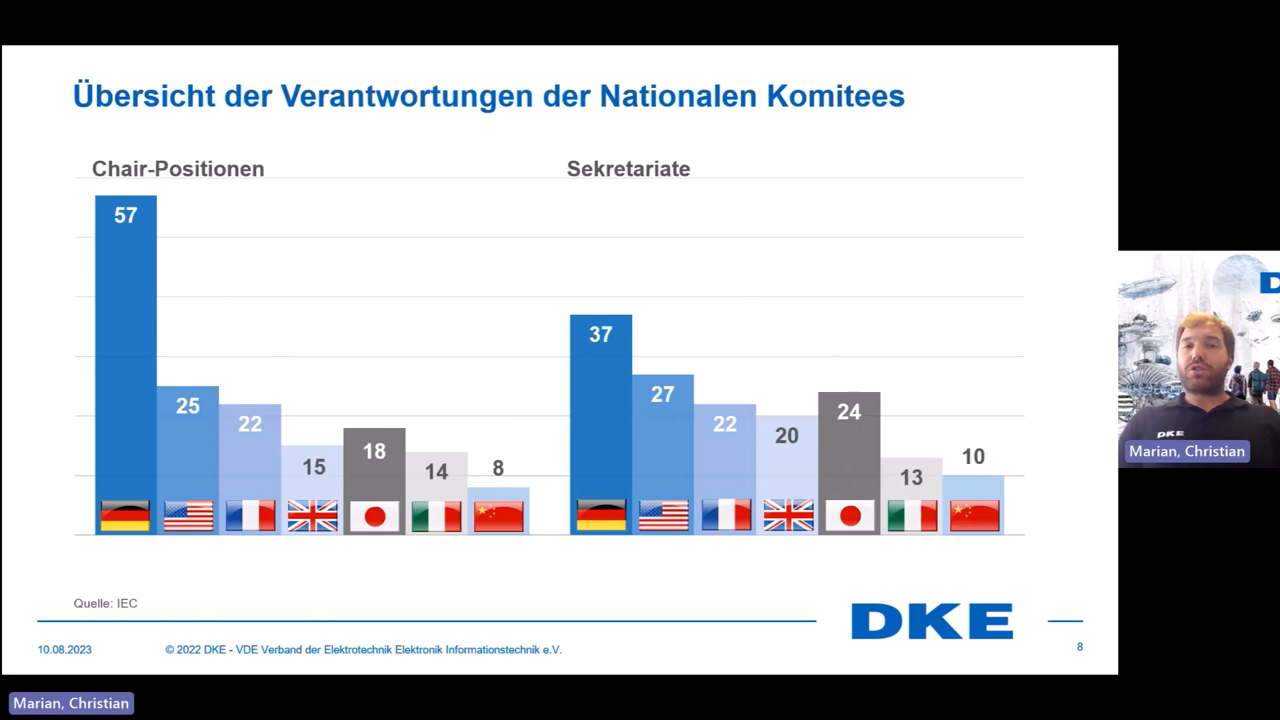 Übersicht der Verantwortungen der Nationalen Komitees
Chair-Positionen
57
25
22
15
18
14
8
Sekretariate
37
27
22
20
24
13
10
Quelle: IEC
DKE
10.08.2023
© 2022 DKE - VDE Verband der Elektrotechnik Elektronik Informationstechnik e.V.
8
DKE
Marian, Christian
Marian, Christian